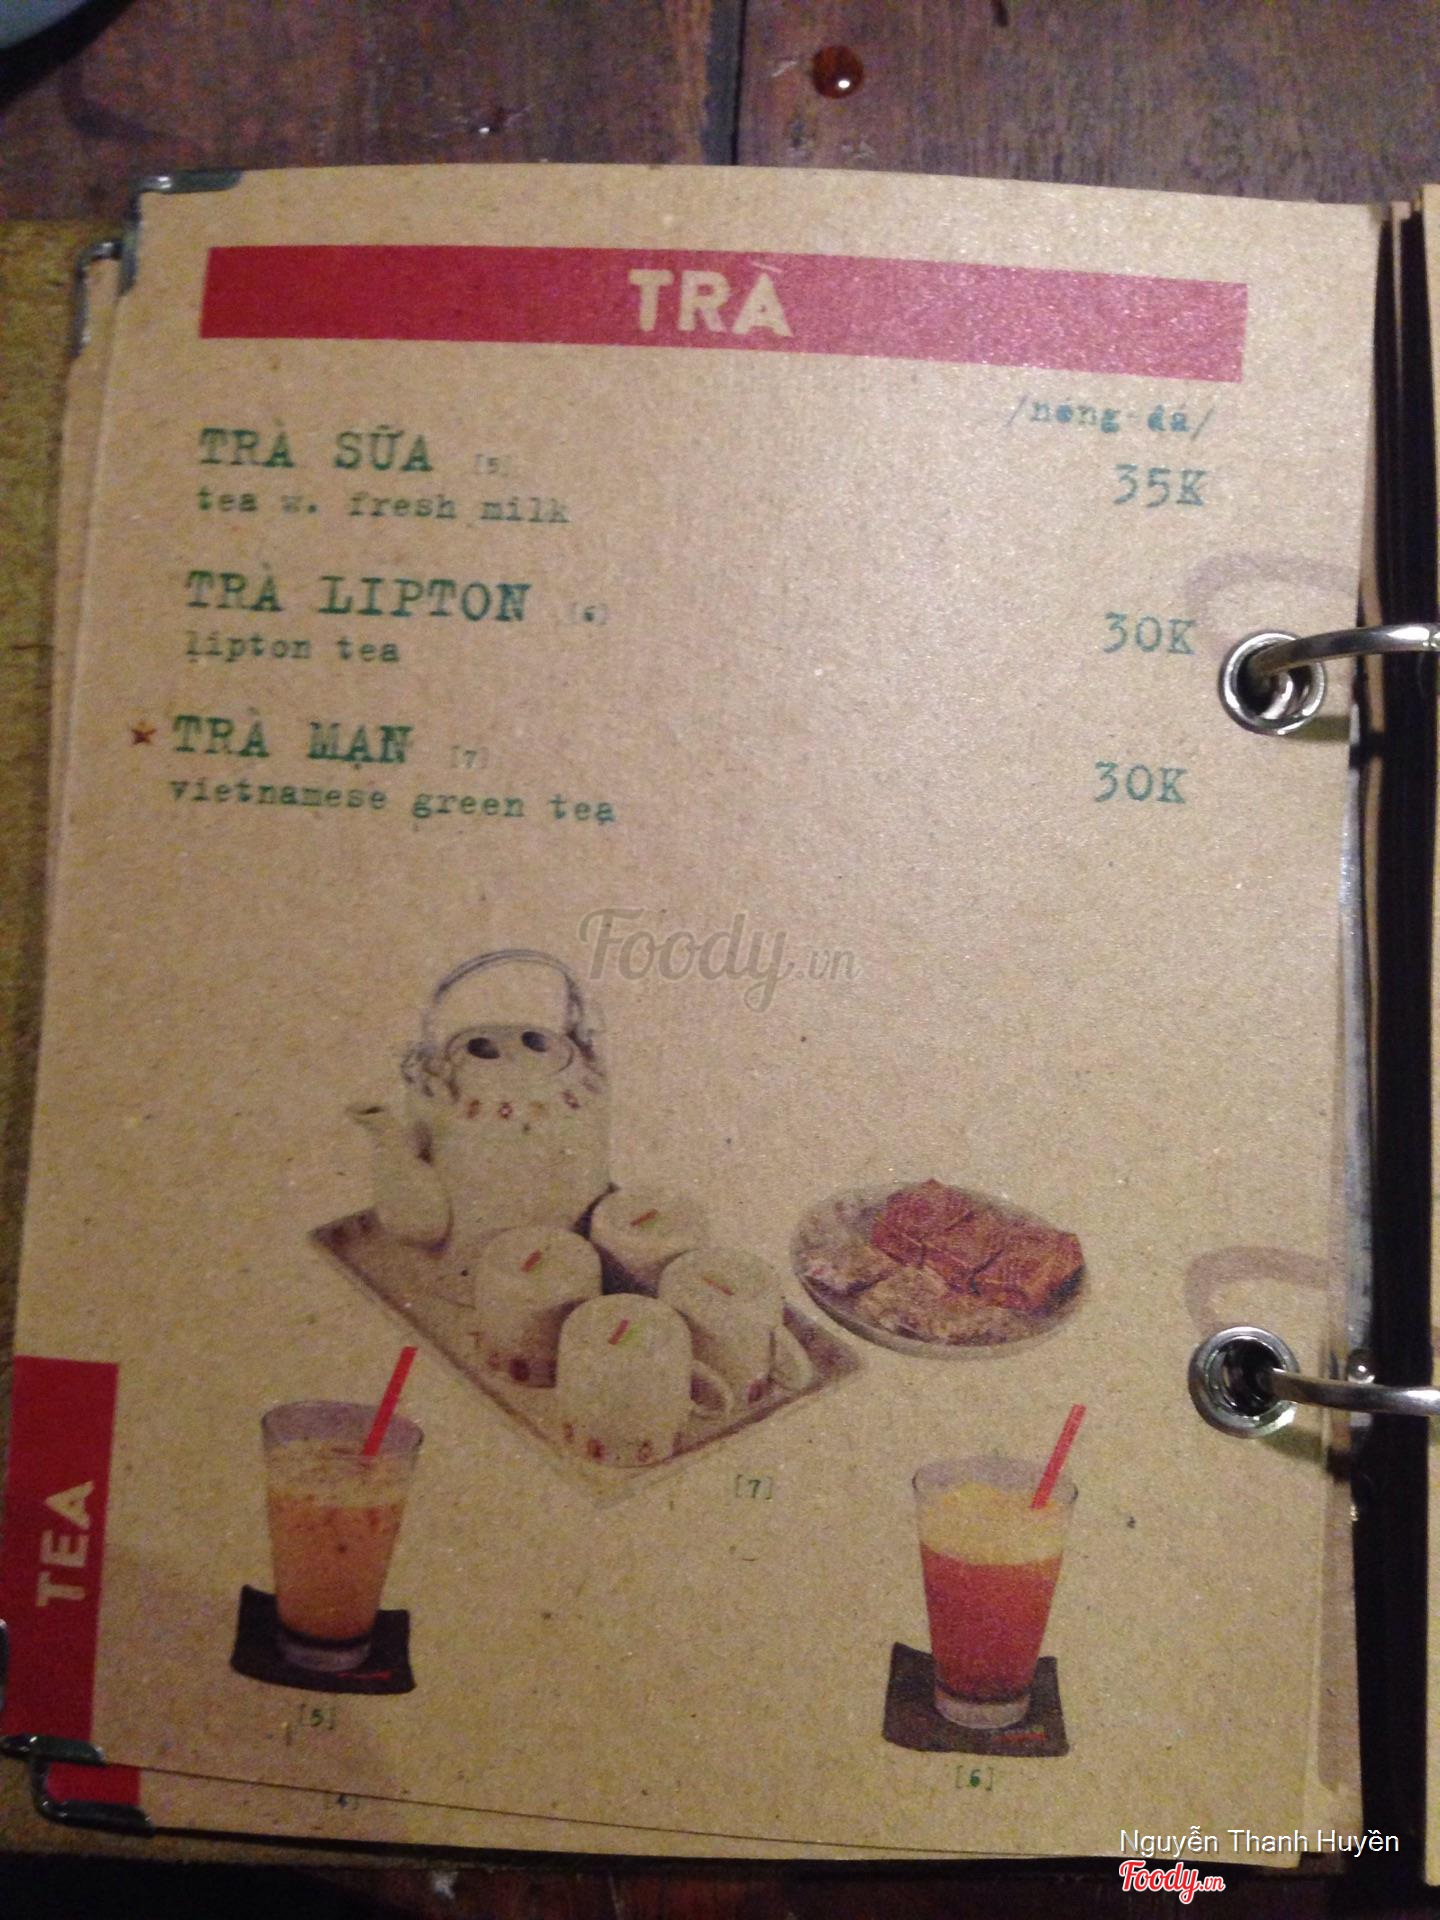 TRÀ
/nóng-đá/
TRÀ SỮA [5]
35K
tea w. fresh milk
TRÀ LIPTON [6]
30K
lipton tea
TRÀ MẠN [7]
30K
vietnamese green tea
Foody.vn
[7]
TEA
[5]
[6]
[4]
Nguyễn Thanh Huyền
Foody.vn